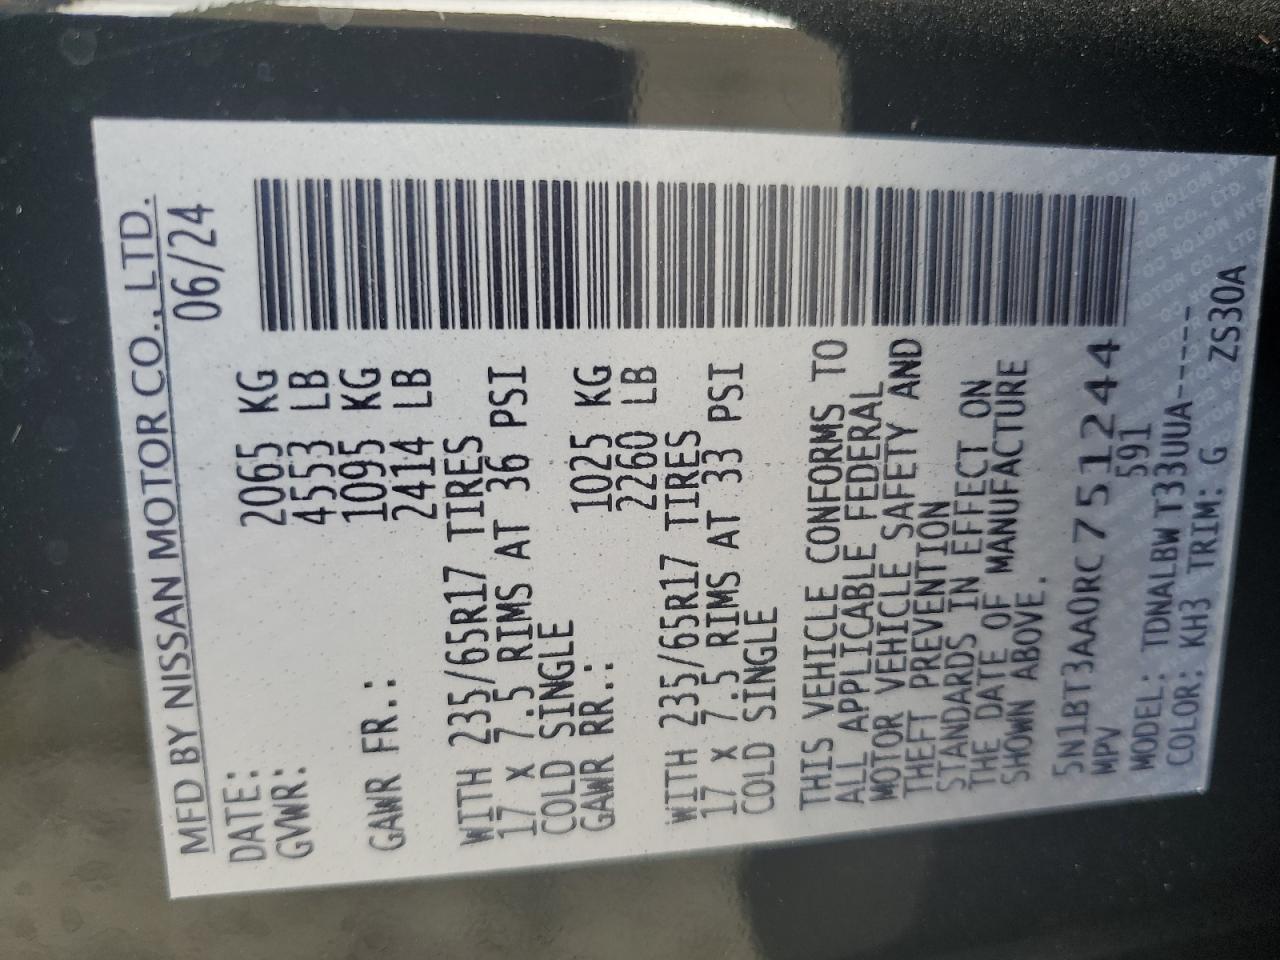 MFD BY NISSAN MOTOR CO., LTD.
DATE: 06/24
GVWR: 2065 KG
4553 LB
GAWR FR.: 1095 KG
2414 LB
WITH 235/65R17 TIRES
17 X 7.5 RIMS AT 36 PSI
COLD SINGLE
GAWR RR.: 1025 KG
2260 LB
WITH 235/65R17 TIRES
17 X 7.5 RIMS AT 33 PSI
COLD SINGLE
THIS VEHICLE CONFORMS TO
ALL APPLICABLE FEDERAL
MOTOR VEHICLE SAFETY AND
THEFT PREVENTION
STANDARDS IN EFFECT ON
THE DATE OF MANUFACTURE
SHOWN ABOVE.
5N1BT3AA0RC751244
MPV 591
MODEL: TDNALBWT33UUA-----
COLOR: KH3 TRIM: G ZS30A